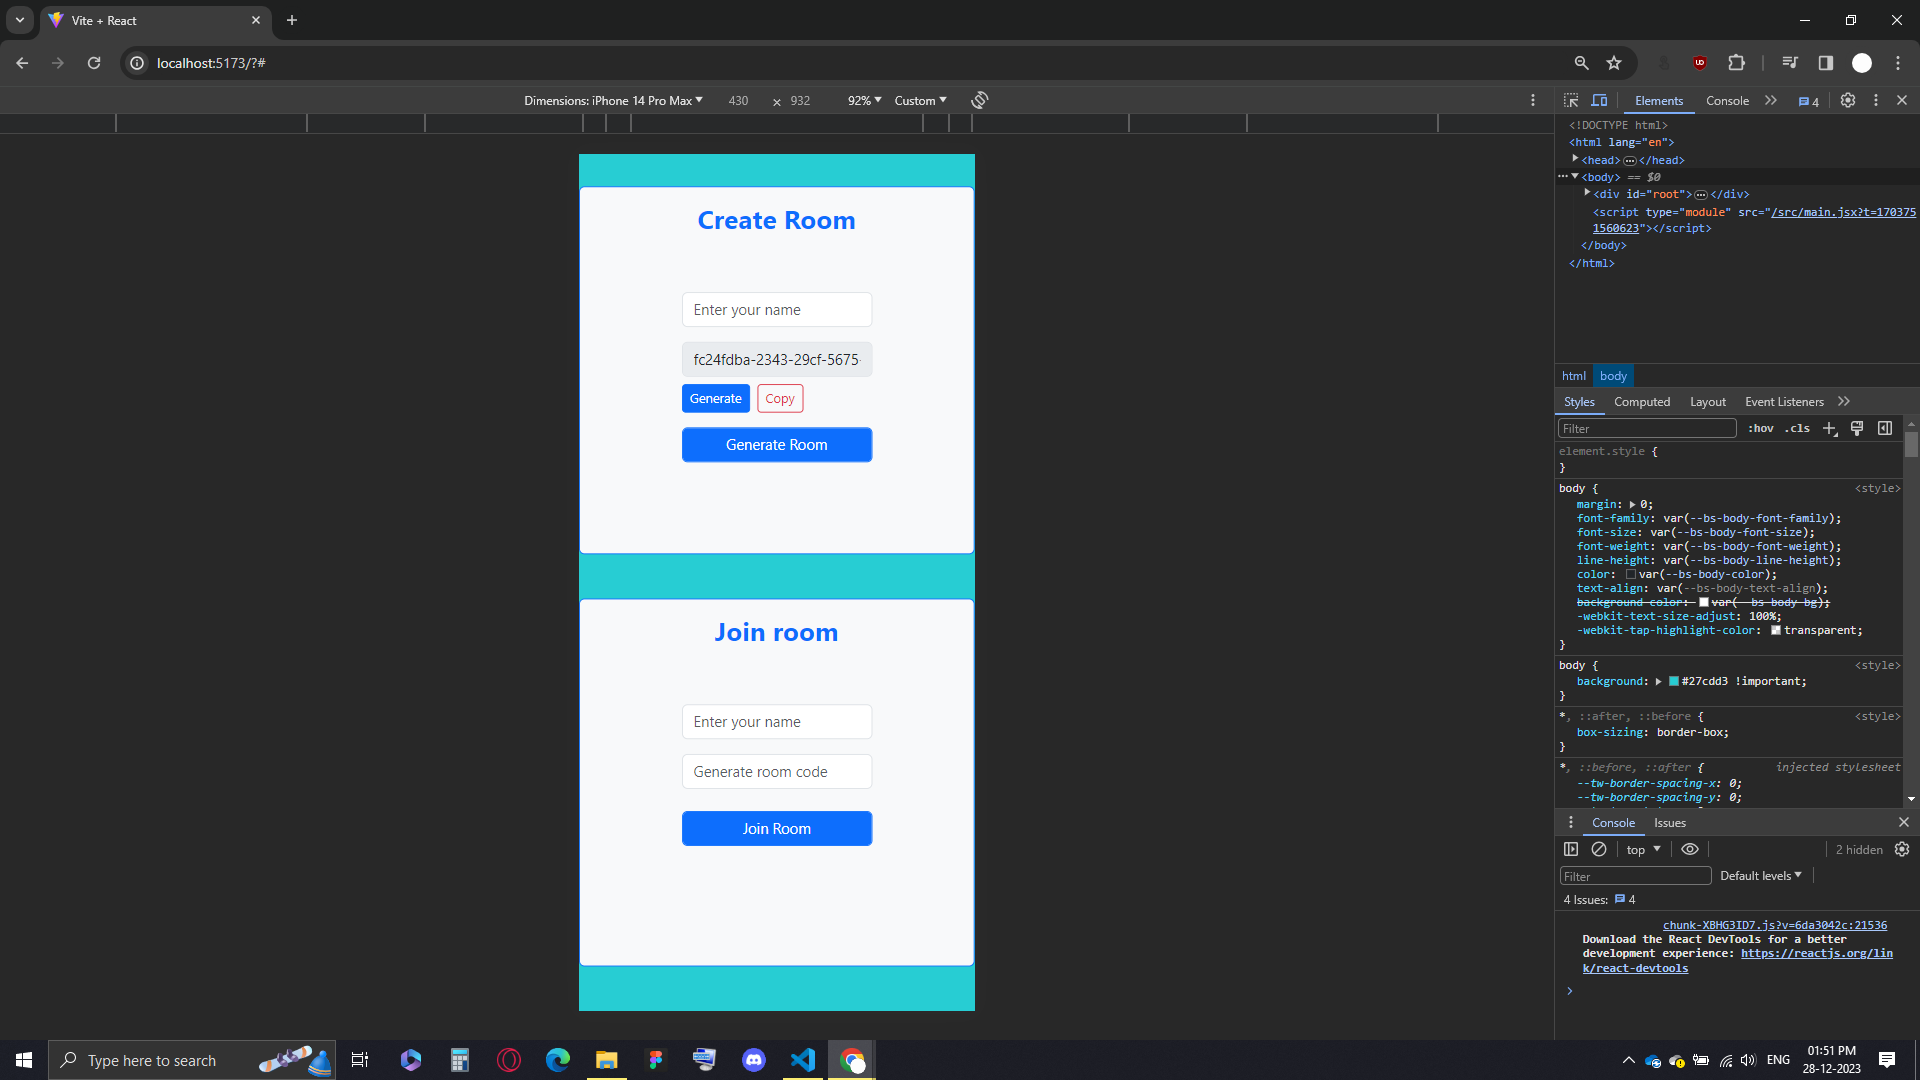 Vite + React
localhost:5173/?#
Dimensions: iPhone 14 Pro Max
430
×
932
92%
Custom
Create Room
Enter your name
fc24fdba-2343-29cf-5675-
Generate
Copy
Generate Room
Join room
Enter your name
Generate room code
Join Room
Elements
Console
4
<!DOCTYPE html>
<html lang="en">
<head>…</head>
<body> == $0
<div id="root">…</div>
<script type="module" src="/src/main.jsx?t=170375
1560623"></script>
</body>
</html>
html
body
Styles
Computed
Layout
Event Listeners
Filter
:hov
.cls
element.style {
}
body {
<style>
margin: 0;
font-family: var(--bs-body-font-family);
font-size: var(--bs-body-font-size);
font-weight: var(--bs-body-font-weight);
line-height: var(--bs-body-line-height);
color: var(--bs-body-color);
text-align: var(--bs-body-text-align);
background-color: var(--bs-body-bg);
-webkit-text-size-adjust: 100%;
-webkit-tap-highlight-color: transparent;
}
body {
<style>
background: #27cdd3 !important;
}
*, ::after, ::before {
<style>
box-sizing: border-box;
}
*, ::before, ::after {
injected stylesheet
--tw-border-spacing-x: 0;
--tw-border-spacing-y: 0;
Console
Issues
top
2 hidden
Filter
Default levels
4 Issues:
4
chunk-XBHG3ID7.js?v=6da3042c:21536
Download the React DevTools for a better
development experience: https://reactjs.org/lin
k/react-devtools
Type here to search
ENG
01:51 PM
28-12-2023